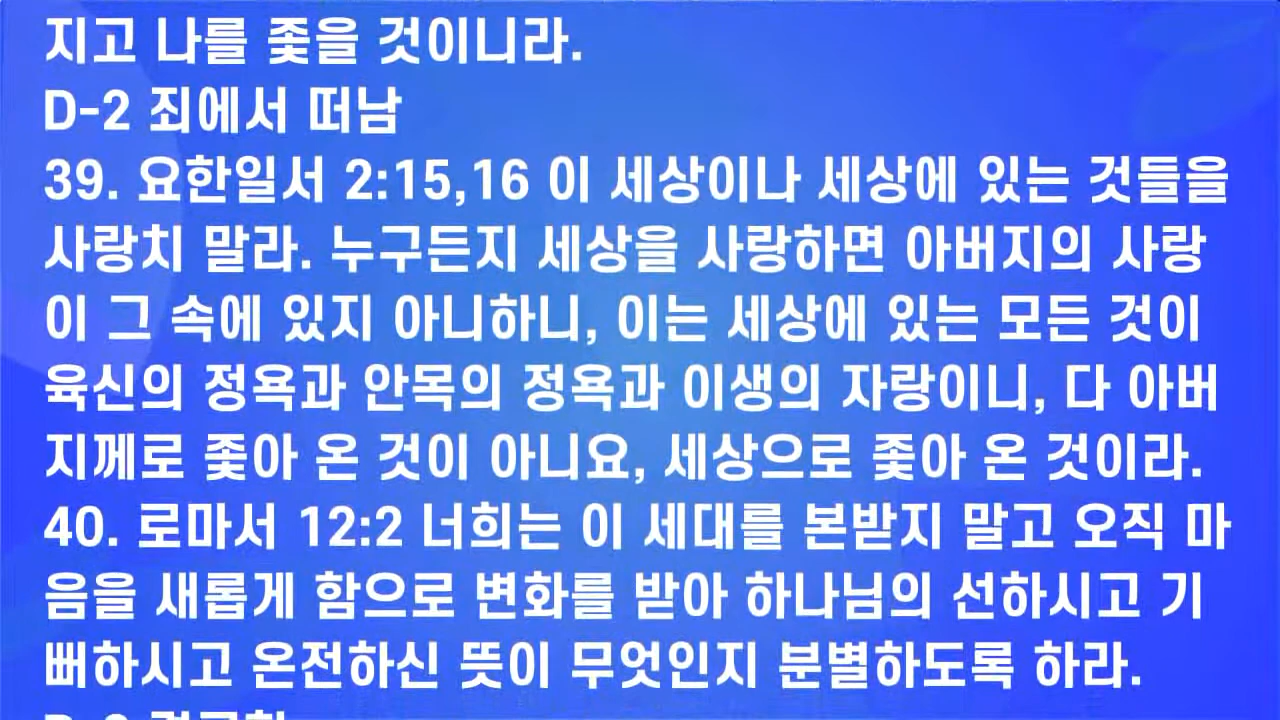 지고 나를 좇을 것이니라.
D-2 죄에서 떠남
39. 요한일서 2:15,16 이 세상이나 세상에 있는 것들을
사랑치 말라. 누구든지 세상을 사랑하면 아버지의 사랑
이 그 속에 있지 아니하니, 이는 세상에 있는 모든 것이
육신의 정욕과 안목의 정욕과 이생의 자랑이니, 다 아버
지께로 좇아 온 것이 아니요, 세상으로 좇아 온 것이라.
40. 로마서 12:2 너희는 이 세대를 본받지 말고 오직 마
음을 새롭게 함으로 변화를 받아 하나님의 선하시고 기
뻐하시고 온전하신 뜻이 무엇인지 분별하도록 하라.